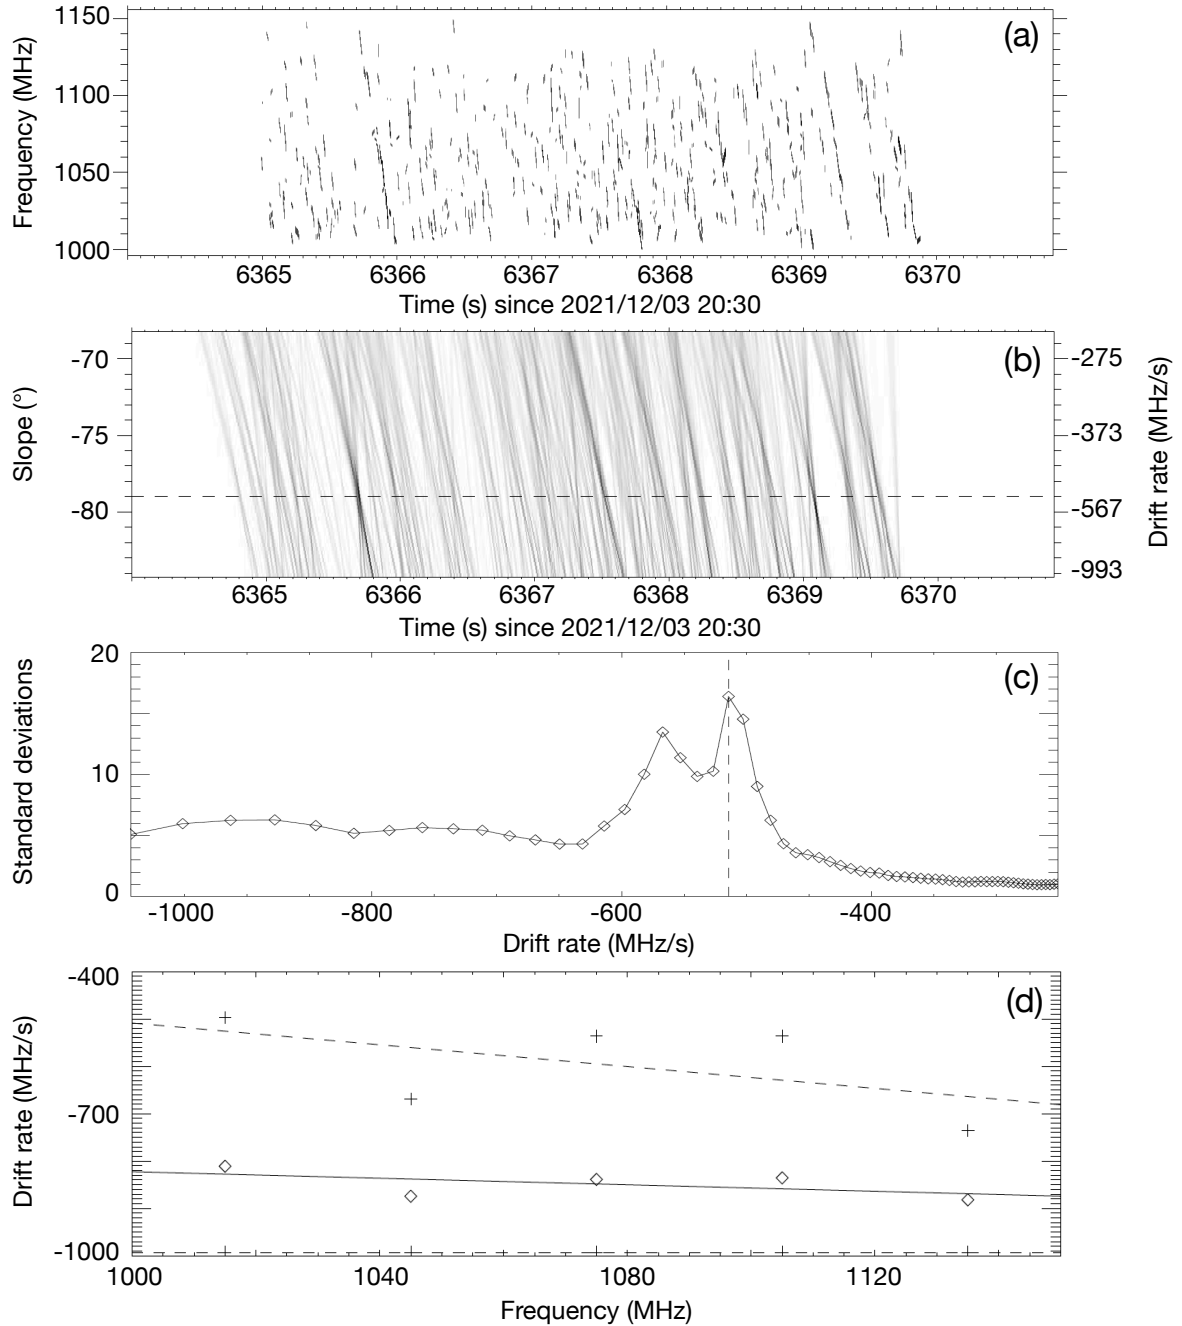 (a)
1150
1100
1050
1000
Frequency (MHz)
6365 6366 6367 6368 6369 6370
Time (s) since 2021/12/03 20:30
(b)
-70
-75
-80
Slope (°)
-275
-373
-567
-993
Drift rate (MHz/s)
6365 6366 6367 6368 6369 6370
Time (s) since 2021/12/03 20:30
(c)
20
10
0
Standard deviations
-1000 -800 -600 -400
Drift rate (MHz/s)
(d)
-400
-700
-1000
Drift rate (MHz/s)
1000 1040 1080 1120
Frequency (MHz)